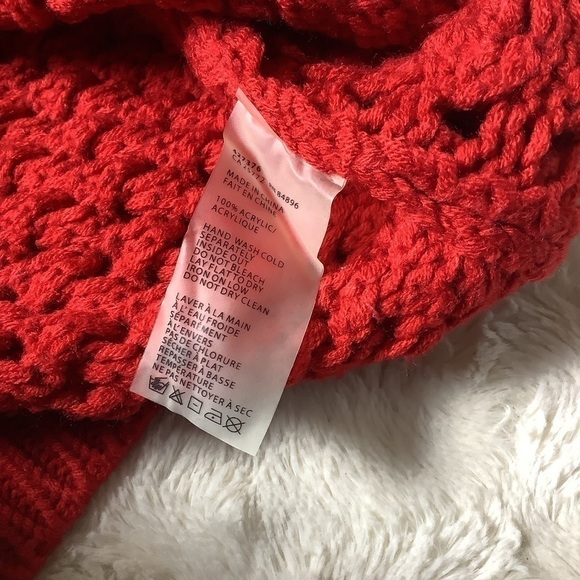 MADE IN CHINA
FAIT EN CHINE
100% ACRYLIC/
ACRYLIQUE
HAND WASH COLD
SEPARATELY
INSIDE OUT
DO NOT BLEACH
LAY FLAT TO DRY
IRON ON LOW
DO NOT DRY CLEAN
LAVER À LA MAIN
À L'EAU FROIDE
SÉPARÉMENT
À L'ENVERS
PAS DE CHLORURE
SÉCHER À PLAT
REPASSER À BASSE
TEMPÉRATURE
NE PAS NETTOYER À SEC